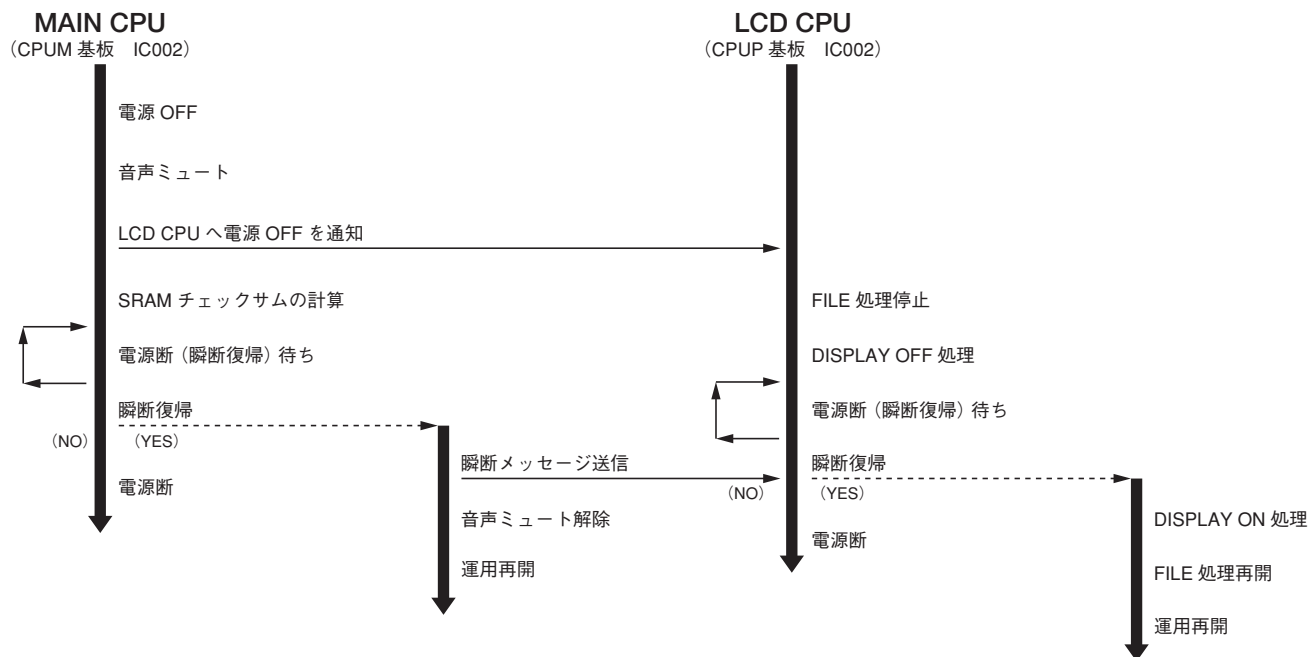 MAIN CPU
（CPUM 基板　IC002）
電源 OFF
音声ミュート
LCD CPU へ電源 OFF を通知
SRAM チェックサムの計算
電源断（瞬断復帰）待ち
瞬断復帰
（NO）
（YES）
電源断
瞬断メッセージ送信
音声ミュート解除
運用再開
LCD CPU
（CPUP 基板　IC002）
FILE 処理停止
DISPLAY OFF 処理
電源断（瞬断復帰）待ち
瞬断復帰
（NO）
（YES）
電源断
DISPLAY ON 処理
FILE 処理再開
運用再開